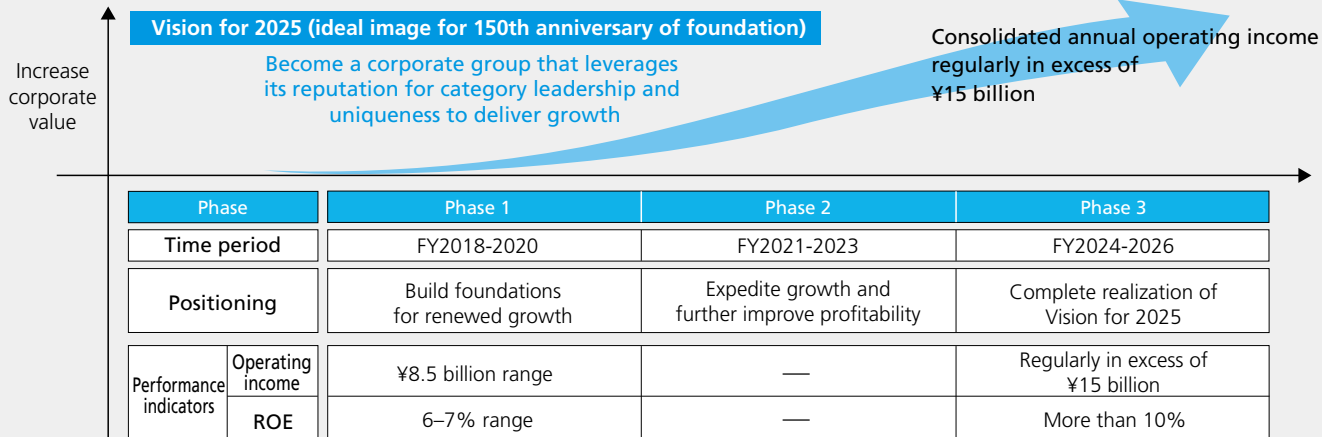 Vision for 2025 (ideal image for 150th anniversary of foundation)
Become a corporate group that leverages
its reputation for category leadership and
uniqueness to deliver growth
Increase
corporate
value
Consolidated annual operating income
regularly in excess of
¥15 billion
Phase
Phase 1
Phase 2
Phase 3
Time period
FY2018-2020
FY2021-2023
FY2024-2026
Positioning
Build foundations
for renewed growth
Expedite growth and
further improve profitability
Complete realization of
Vision for 2025
Performance
indicators
Operating
income
¥8.5 billion range
—
Regularly in excess of
¥15 billion
ROE
6–7% range
—
More than 10%